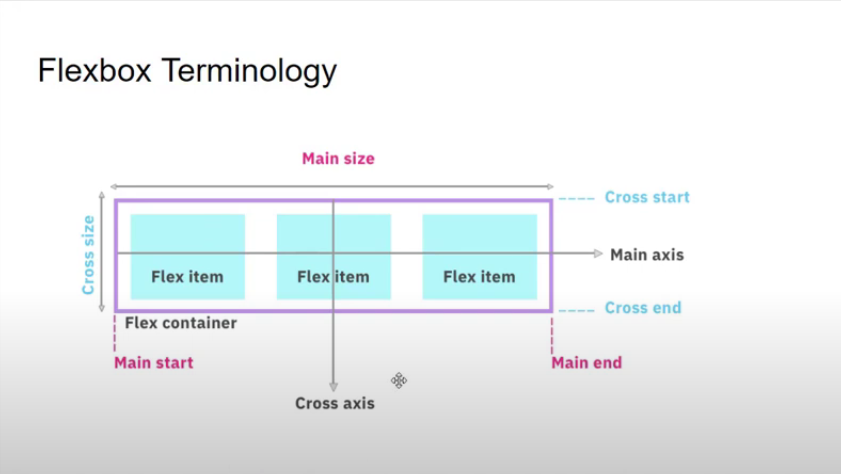 Flexbox Terminology
Main size
Cross start
Cross size
Main axis
Flex item
Flex item
Flex item
Cross end
Flex container
Main start
Main end
Cross axis